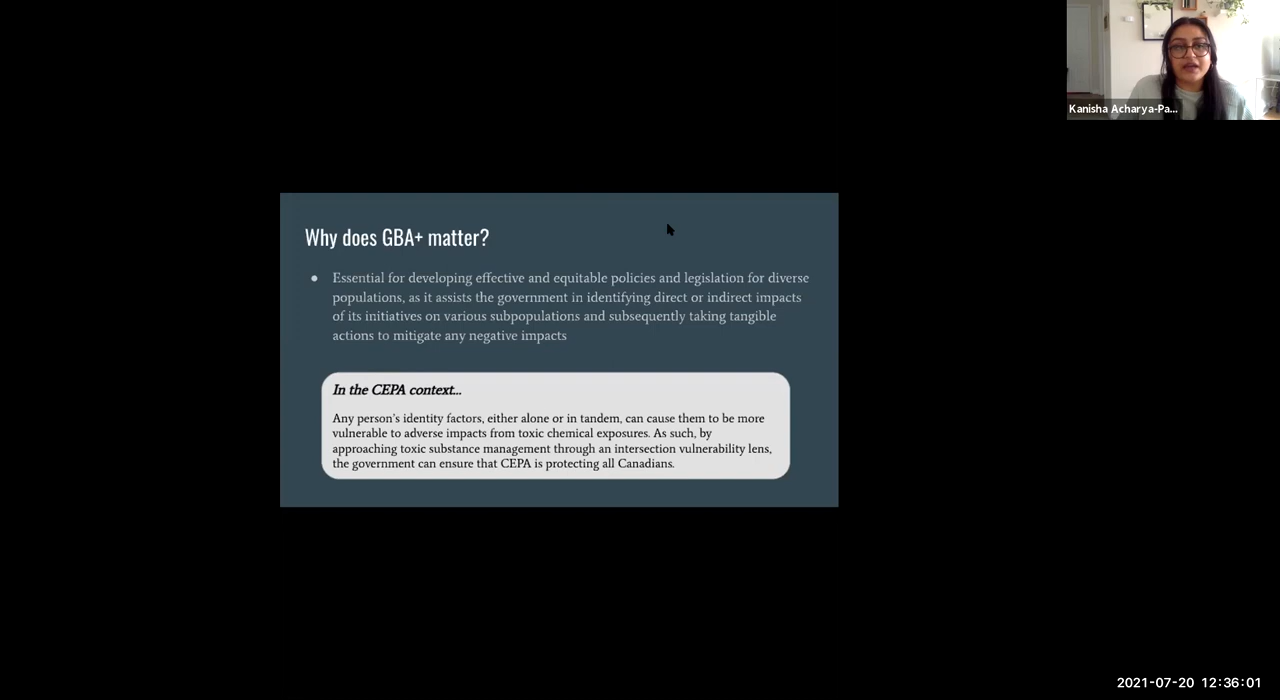 Kanisha Acharya-Pa...
Why does GBA+ matter?
● Essential for developing effective and equitable policies and legislation for diverse
populations, as it assists the government in identifying direct or indirect impacts
of its initiatives on various subpopulations and subsequently taking tangible
actions to mitigate any negative impacts
In the CEPA context...
Any person's identity factors, either alone or in tandem, can cause them to be more
vulnerable to adverse impacts from toxic chemical exposures. As such, by
approaching toxic substance management through an intersection vulnerability lens,
the government can ensure that CEPA is protecting all Canadians.
2021-07-20 12:36:01